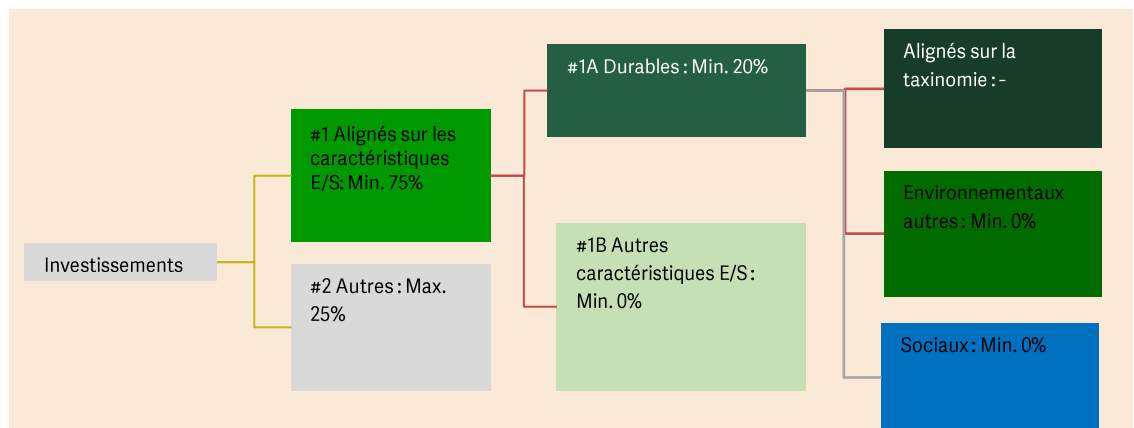 Investissements
#1 Alignés sur les
caractéristiques
E/S: Min. 75%
#2 Autres : Max.
25%
#1A Durables : Min. 20%
#1B Autres
caractéristiques E/S :
Min. 0%
Alignés sur la
taxinomie : -
Environnementaux
autres : Min. 0%
Sociaux : Min. 0%